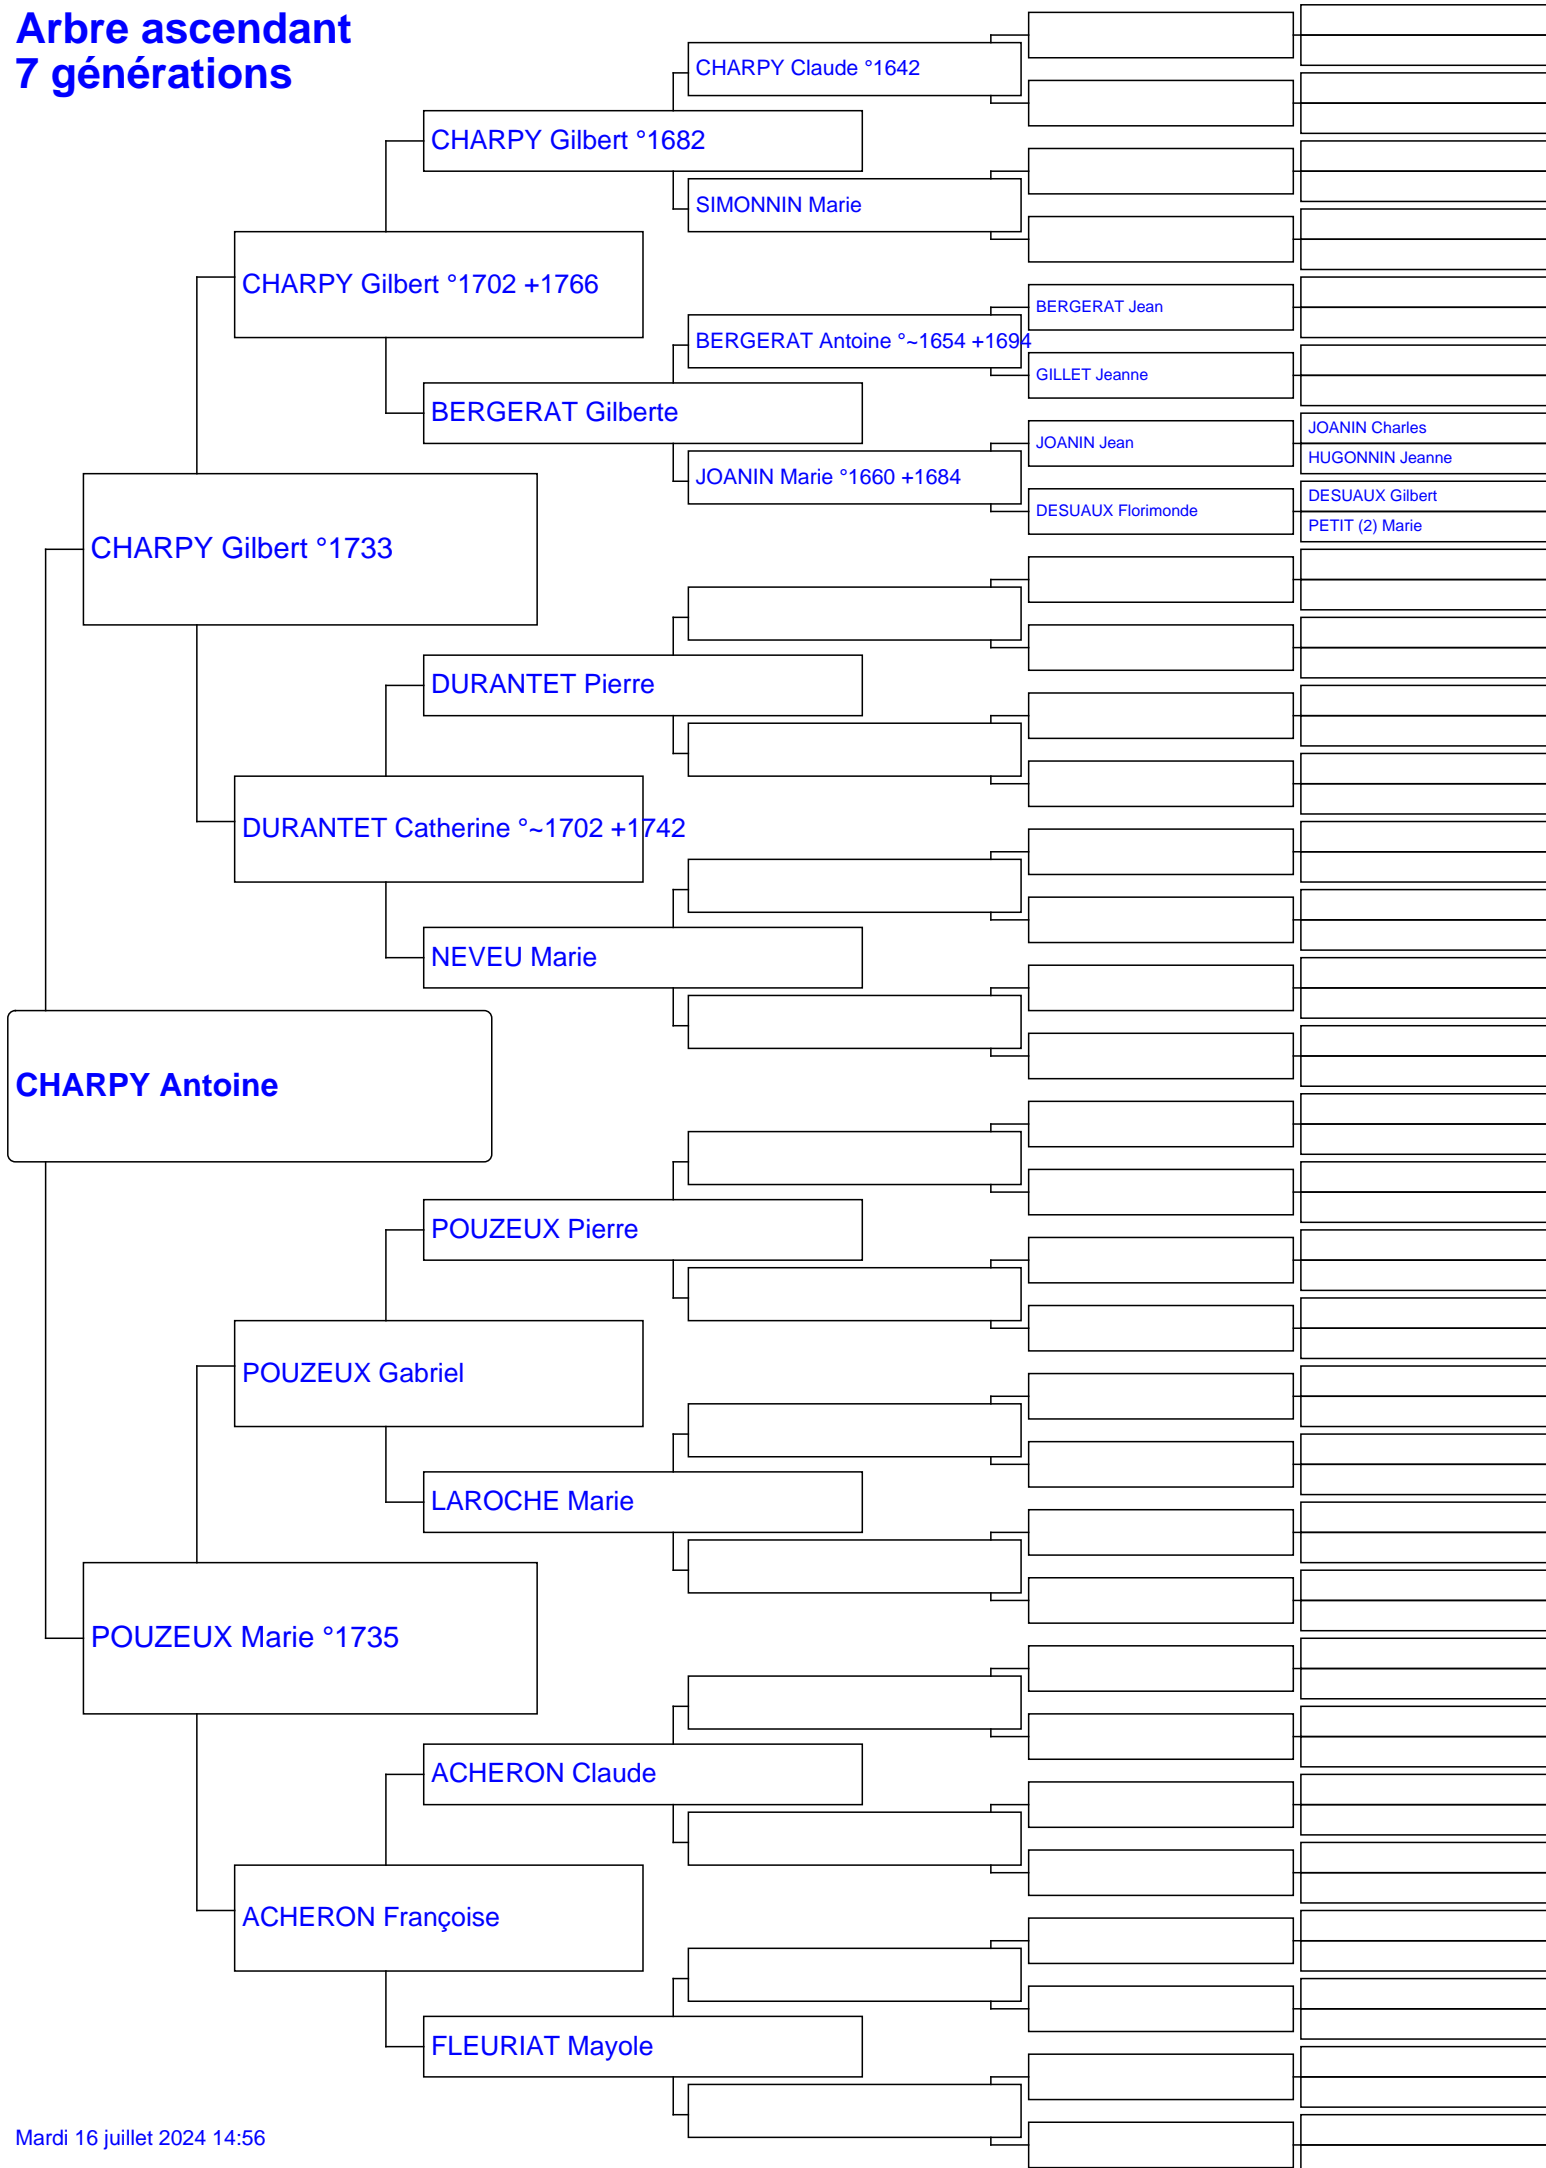 Arbre ascendant
7 générations
CHARPY Claude °1642
CHARPY Gilbert °1682
SIMONNIN Marie
CHARPY Gilbert °1702 +1766
BERGERAT Jean
BERGERAT Antoine °~1654 +1694
GILLET Jeanne
BERGERAT Gilberte
JOANIN Charles
JOANIN Jean
HUGONNIN Jeanne
JOANIN Marie °1660 +1684
DESUAUX Gilbert
DESUAUX Florimonde
PETIT (2) Marie
CHARPY Gilbert °1733
DURANTET Pierre
DURANTET Catherine °~1702 +1742
NEVEU Marie
CHARPY Antoine
POUZEUX Pierre
POUZEUX Gabriel
LAROCHE Marie
POUZEUX Marie °1735
ACHERON Claude
ACHERON Françoise
FLEURIAT Mayole
Mardi 16 juillet 2024 14:56